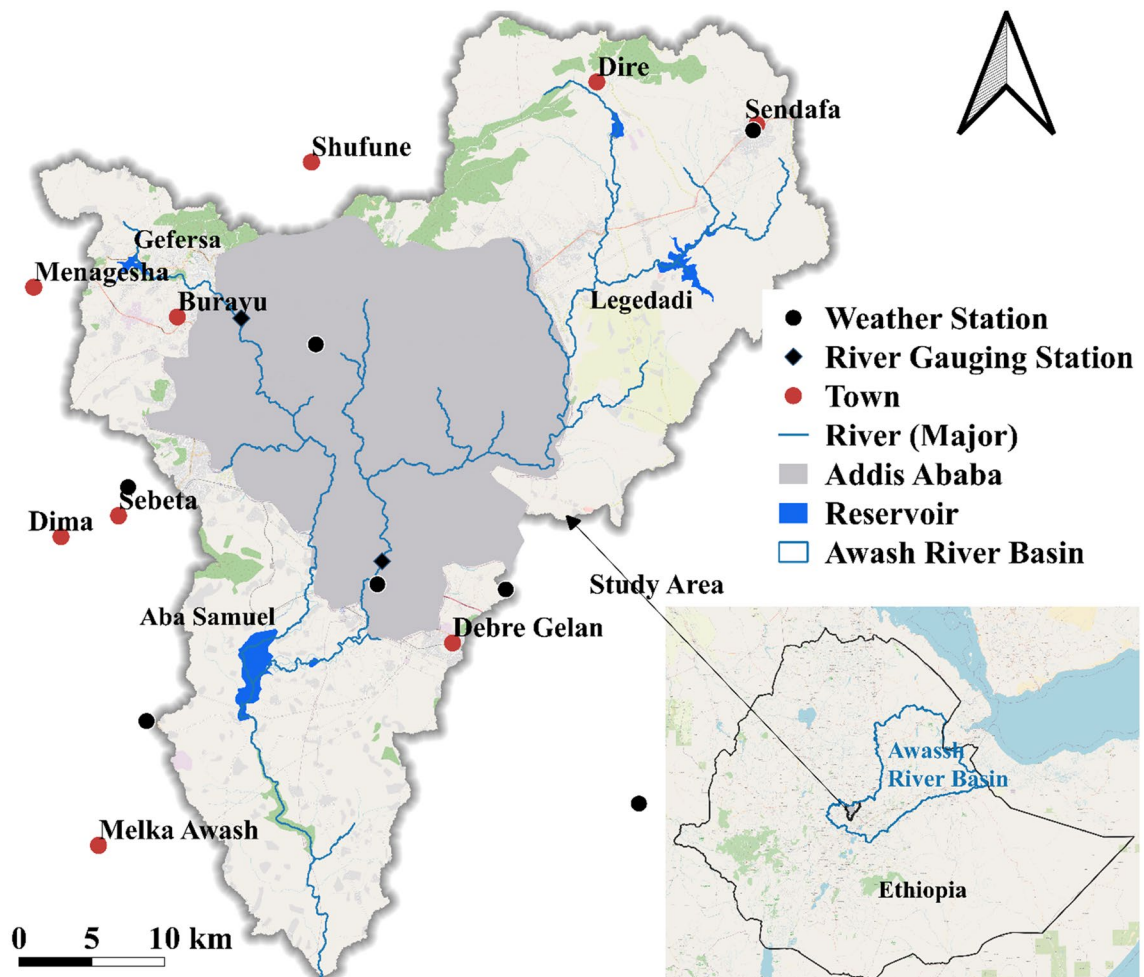 Dire
Sendafa
Shufune
Gefersa
Menagesha
Burayu
Legedadi
Weather Station
River Gauging Station
Town
River (Major)
Addis Ababa
Reservoir
Awash River Basin
Sebeta
Dima
Study Area
Aba Samuel
Debre Gelan
Awassh
River Basin
Melka Awash
Ethiopia
0 5 10 km